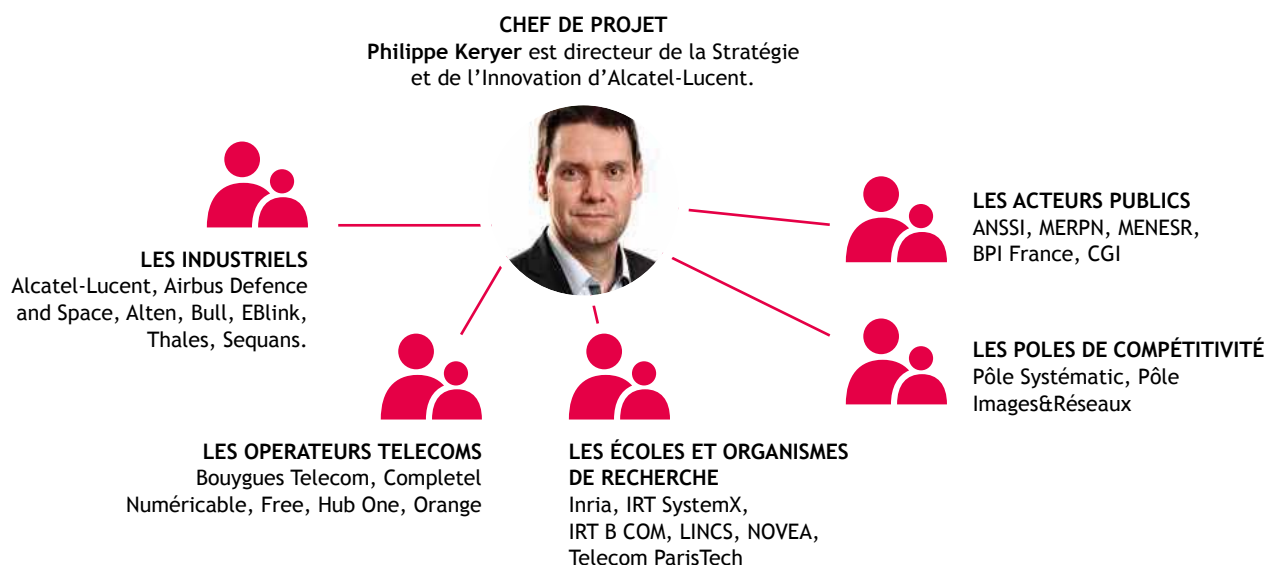 CHEF DE PROJET
Philippe Keryer est directeur de la Stratégie
et de l’Innovation d’Alcatel-Lucent.
LES INDUSTRIELS
Alcatel-Lucent, Airbus Defence
and Space, Alten, Bull, EBlink,
Thales, Sequans.
LES ACTEURS PUBLICS
ANSSI, MERPN, MENESR,
BPI France, CGI
LES POLES DE COMPÉTITIVITÉ
Pôle Systématic, Pôle
Images&Réseaux
LES OPERATEURS TELECOMS
Bouygues Telecom, Completel
Numéricable, Free, Hub One, Orange
LES ÉCOLES ET ORGANISMES
DE RECHERCHE
Inria, IRT SystemX,
IRT B COM, LINCS, NOVEA,
Telecom ParisTech